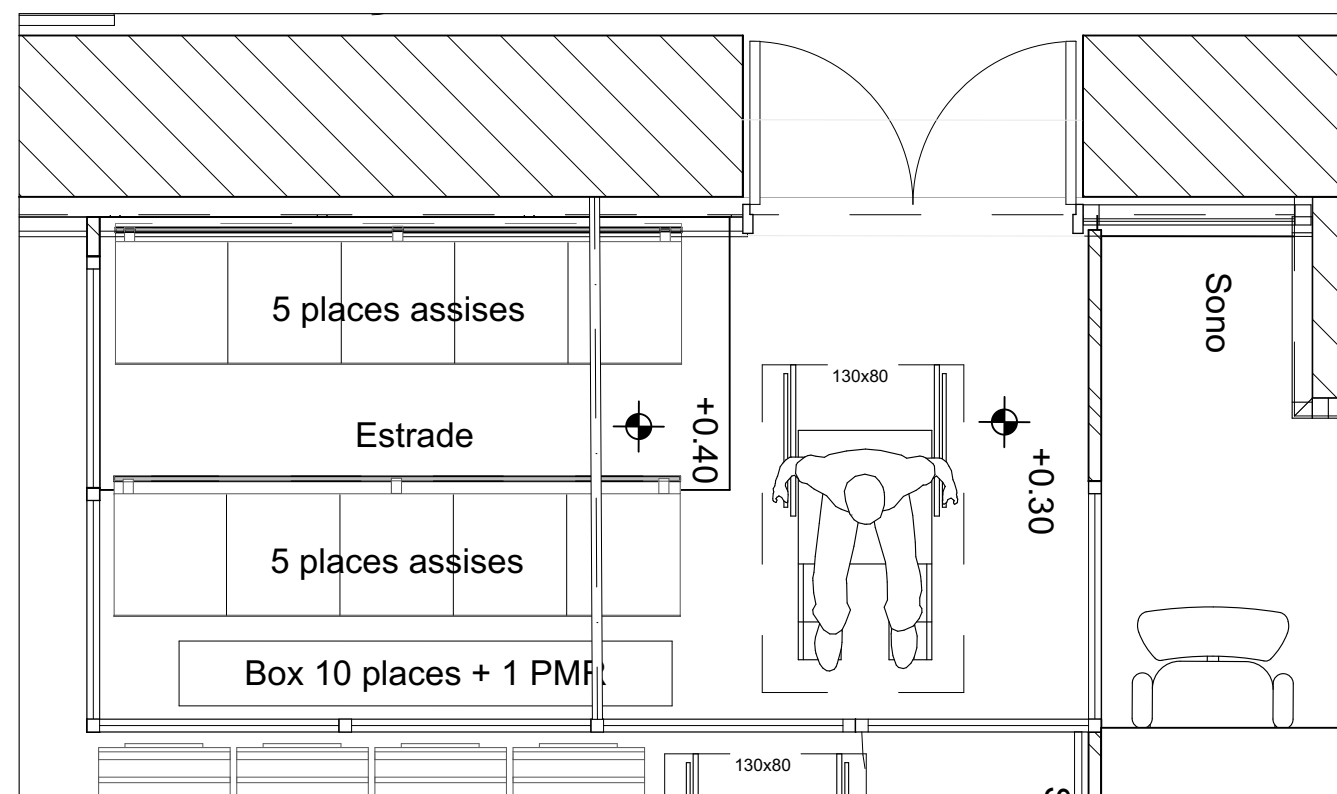 5 places assises
Sono
130x80
Estrade
+0.40
+0.30
5 places assises
Box 10 places + 1 PMR
130x80